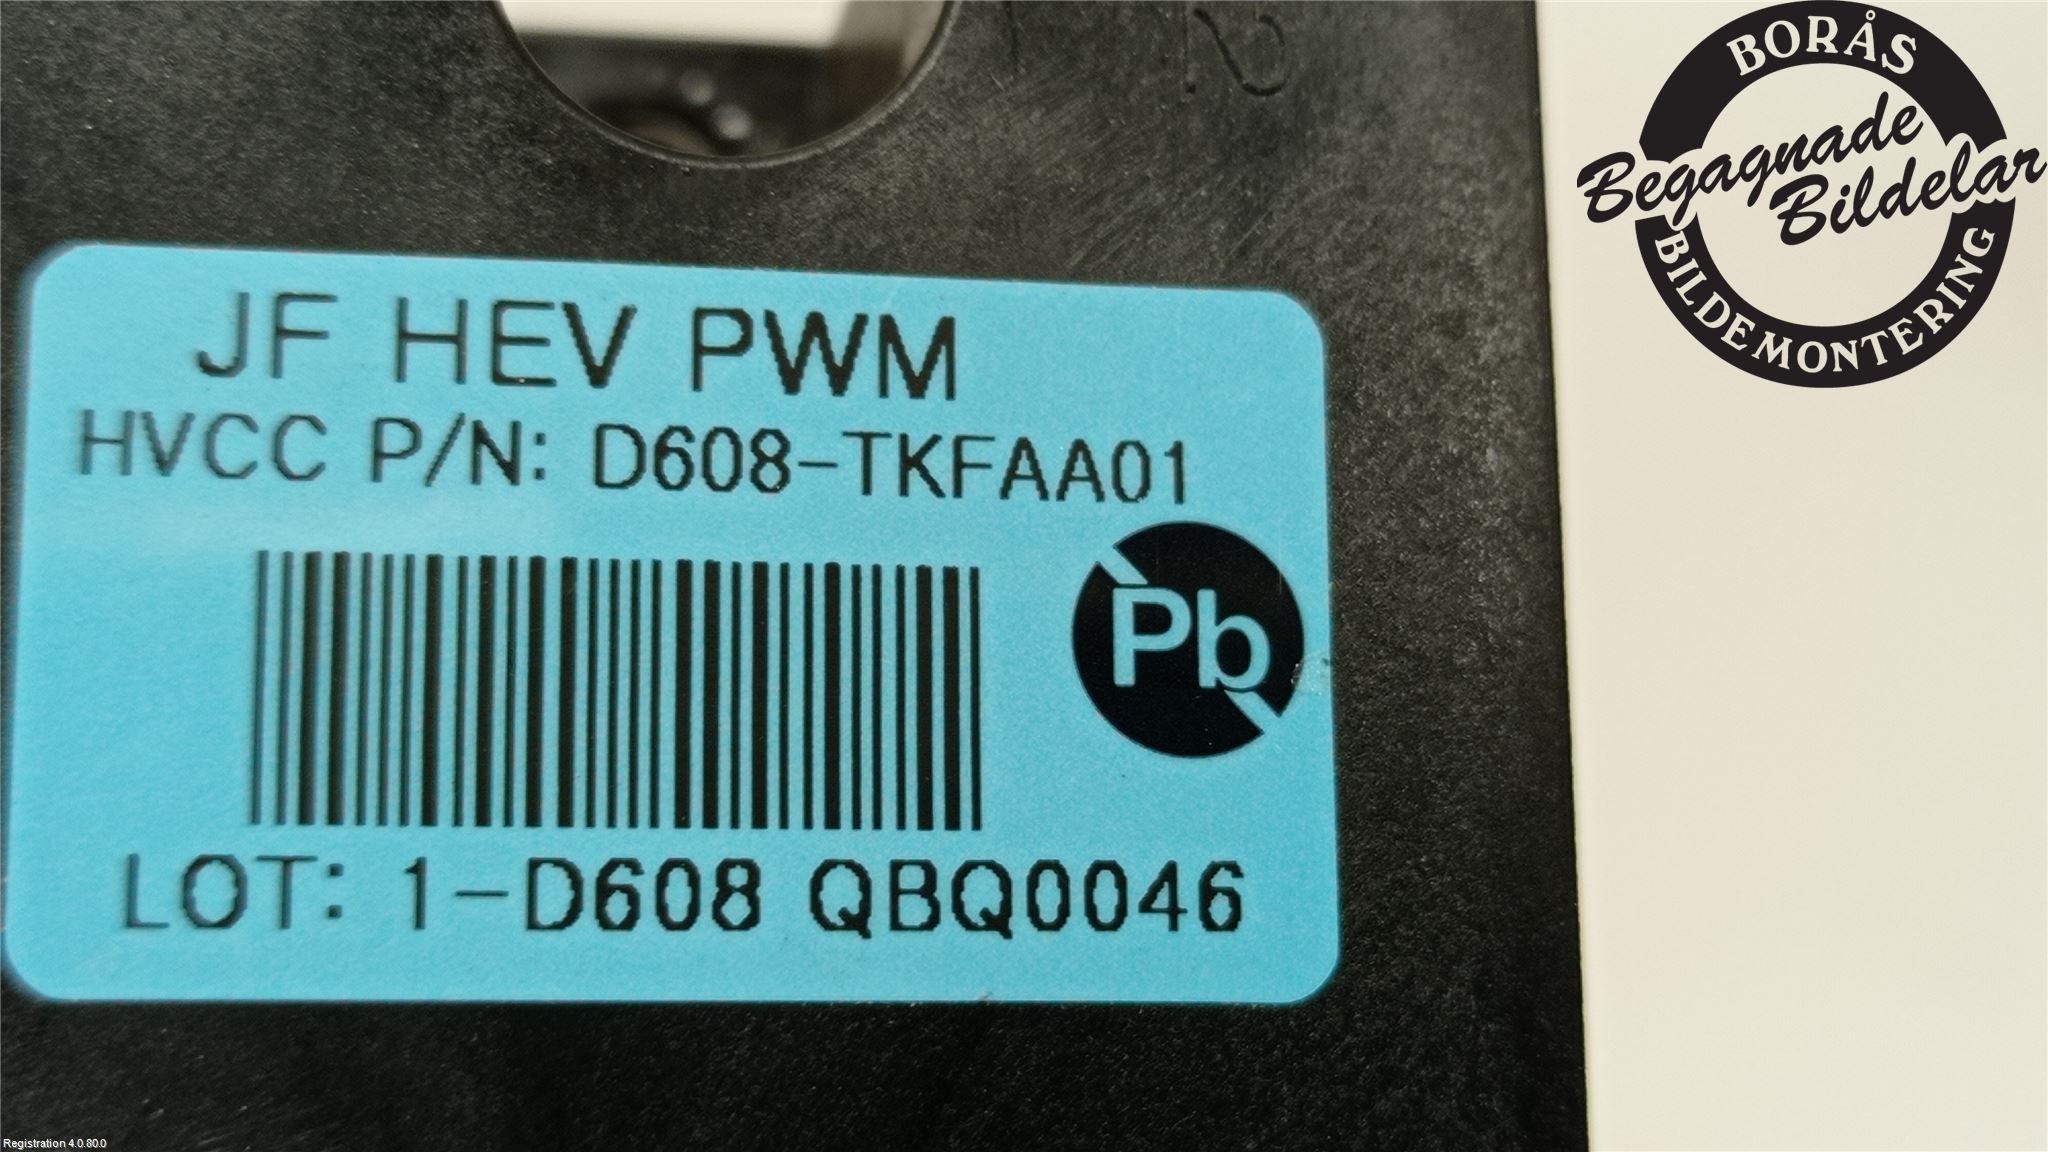 JF HEV PWM
HVCC P/N: D608-TKFAA01
Pb
LOT: 1-D608 QBQ0046
BORÅS
Begagnade
Bildelar
BILDEMONTERING
Registration 4.0.80.0